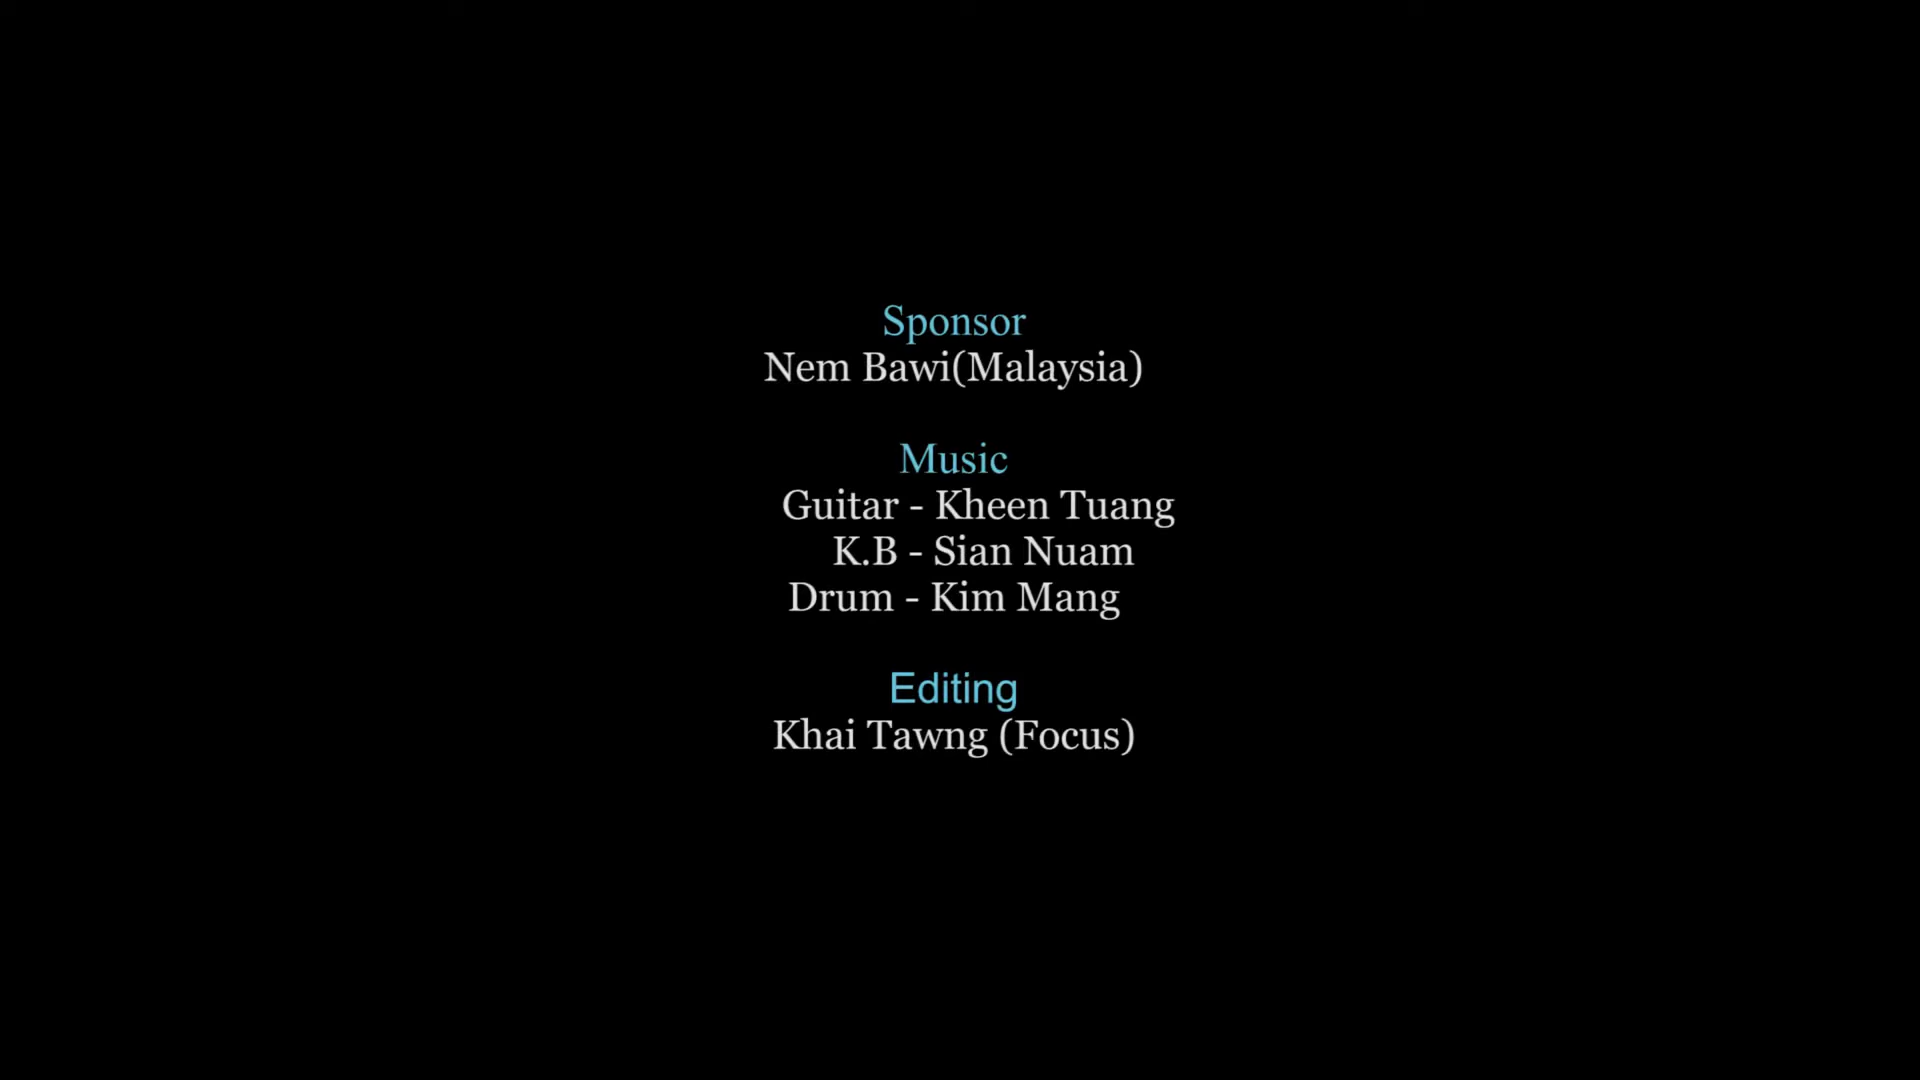 Sponsor
Nem Bawi(Malaysia)
Music
Guitar - Kheen Tuang
K.B - Sian Nuam
Drum - Kim Mang
Editing
Khai Tawng (Focus)